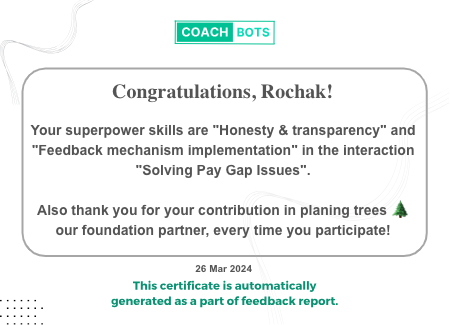 COACH BOTS
Congratulations, Rochak!
Your superpower skills are "Honesty & transparency" and
"Feedback mechanism implementation" in the interaction
"Solving Pay Gap Issues".
Also thank you for your contribution in planing trees 🌲
our foundation partner, every time you participate!
26 Mar 2024
This certificate is automatically
generated as a part of feedback report.